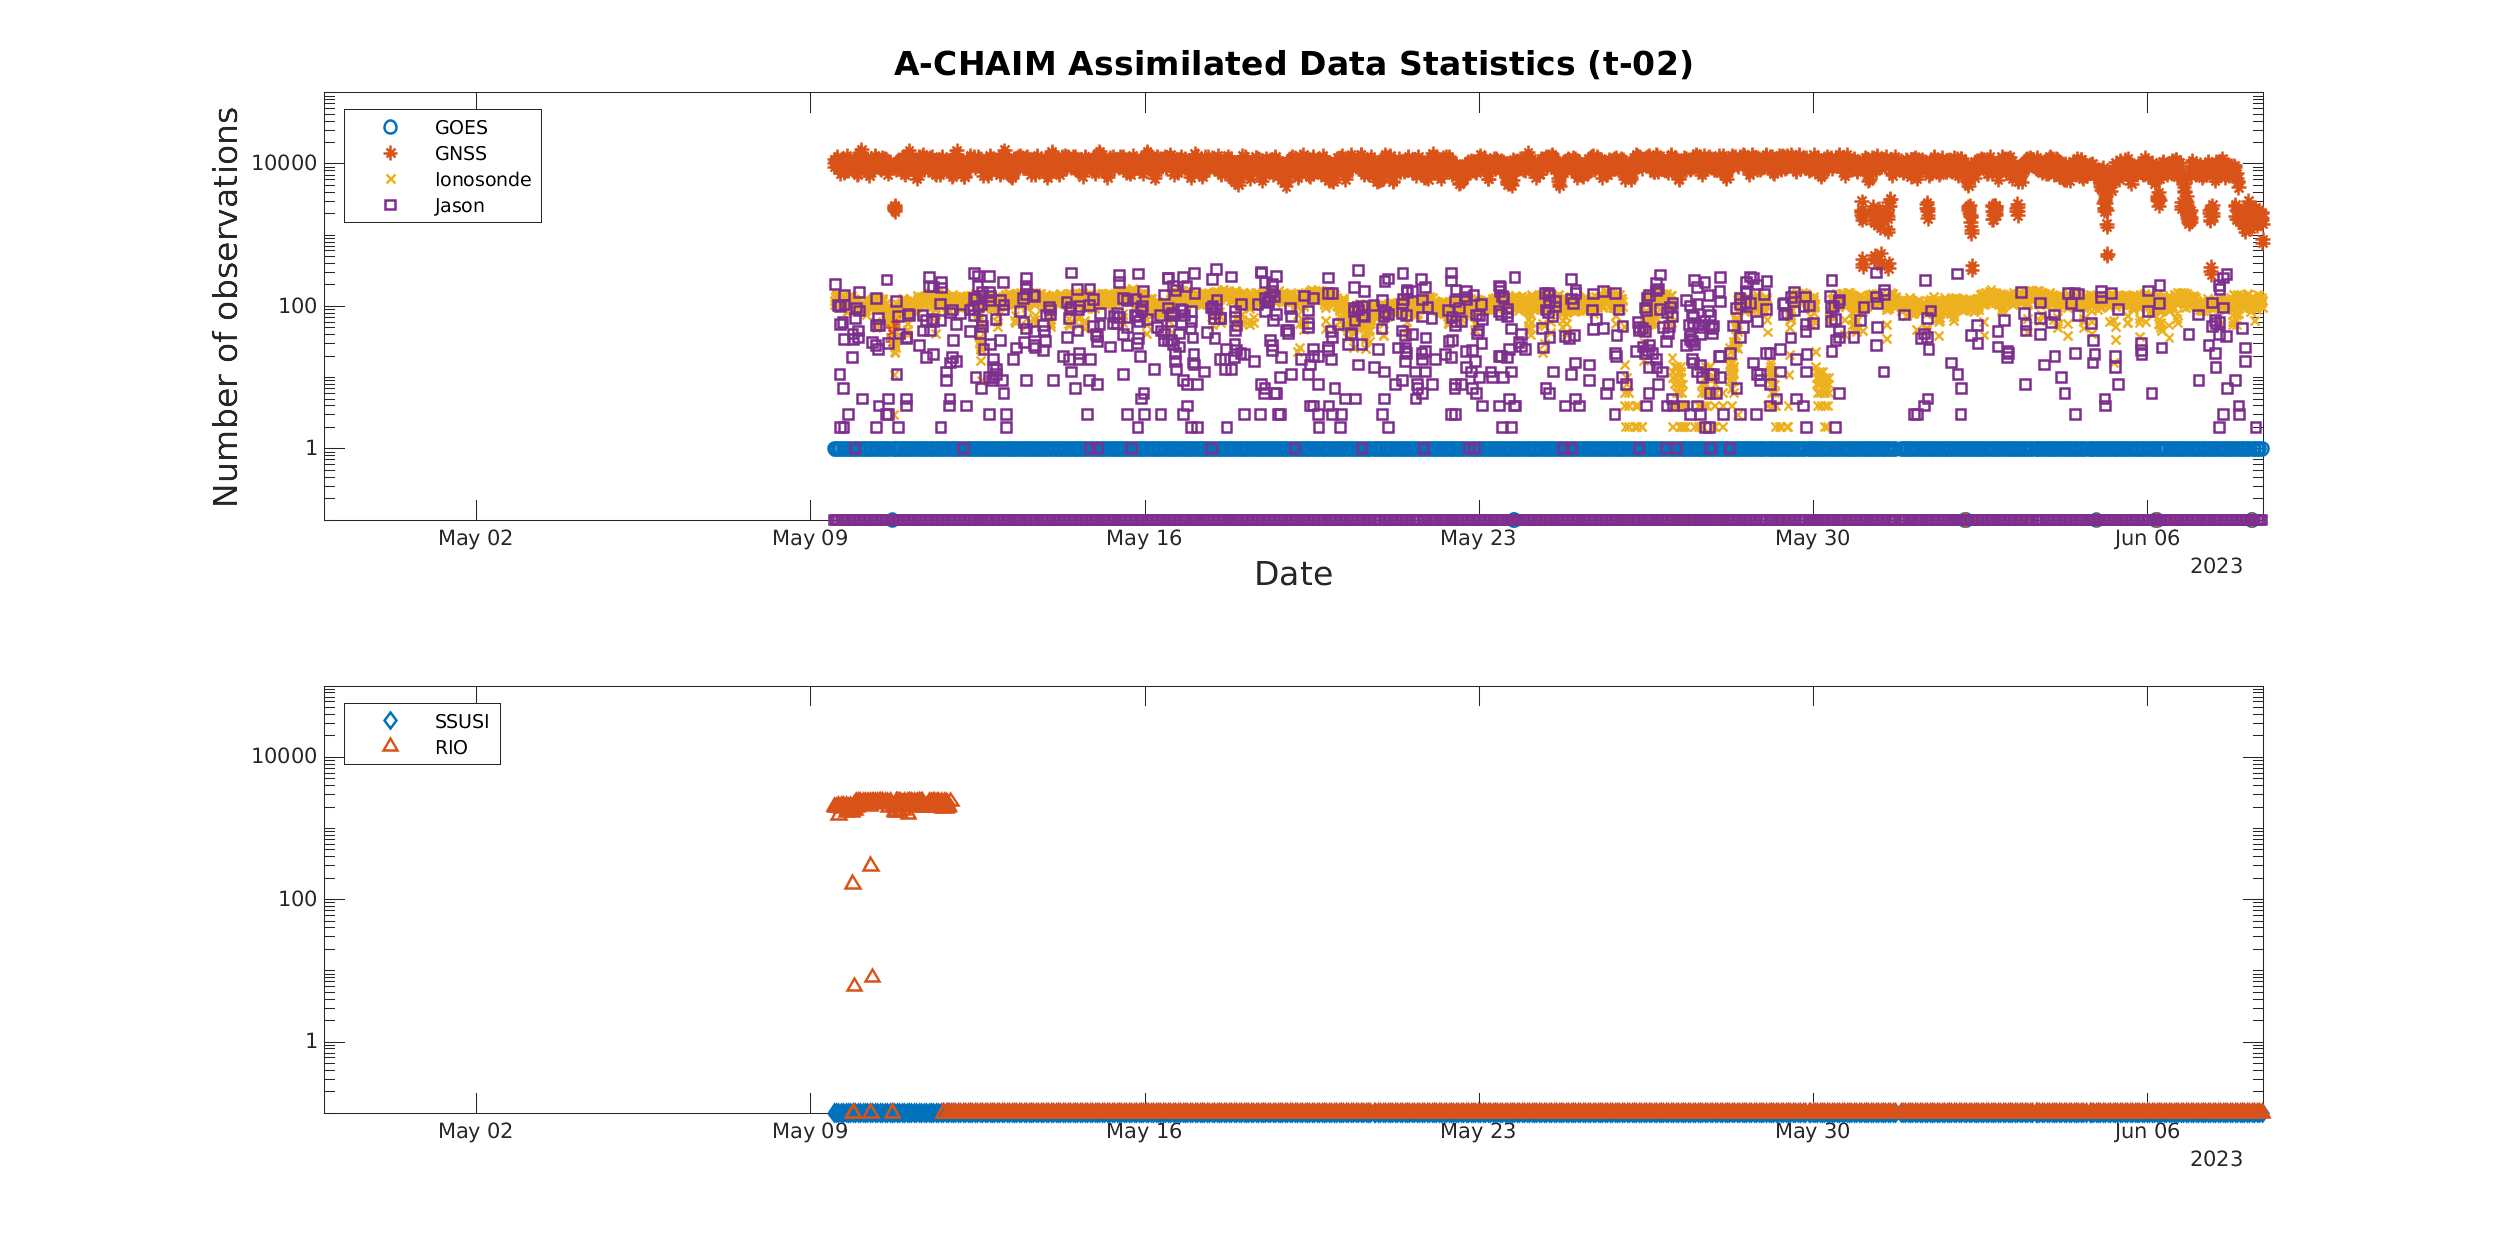 A-CHAIM Assimilated Data Statistics (t-02)
Number of observations
GOES
GNSS
Ionosonde
Jason
10000
100
1
May 02 May 09 May 16 May 23 May 30 Jun 06
2023
Date
SSUSI
RIO
10000
100
1
May 02 May 09 May 16 May 23 May 30 Jun 06
2023